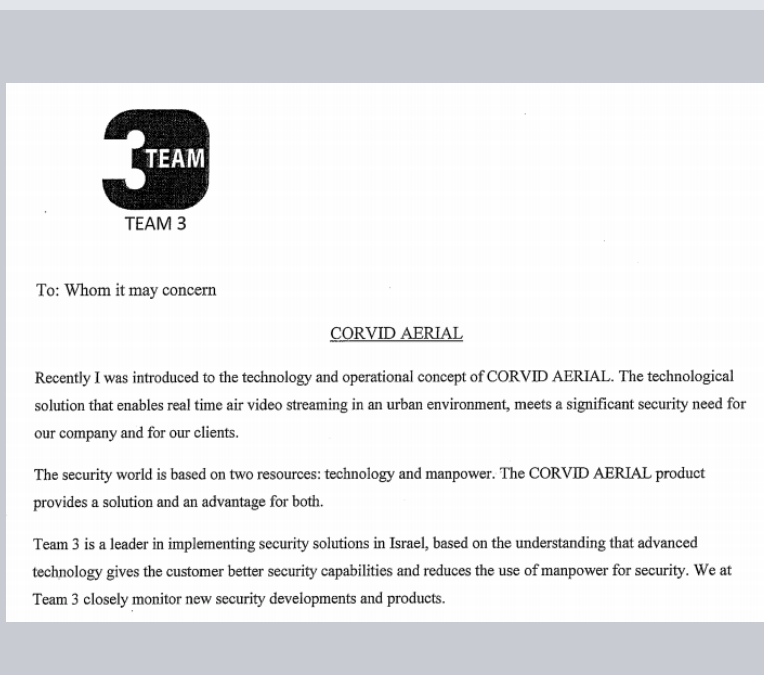 3 TEAM
TEAM 3
To: Whom it may concern
CORVID AERIAL
Recently I was introduced to the technology and operational concept of CORVID AERIAL. The technological
solution that enables real time air video streaming in an urban environment, meets a significant security need for
our company and for our clients.
The security world is based on two resources: technology and manpower. The CORVID AERIAL product
provides a solution and an advantage for both.
Team 3 is a leader in implementing security solutions in Israel, based on the understanding that advanced
technology gives the customer better security capabilities and reduces the use of manpower for security. We at
Team 3 closely monitor new security developments and products.